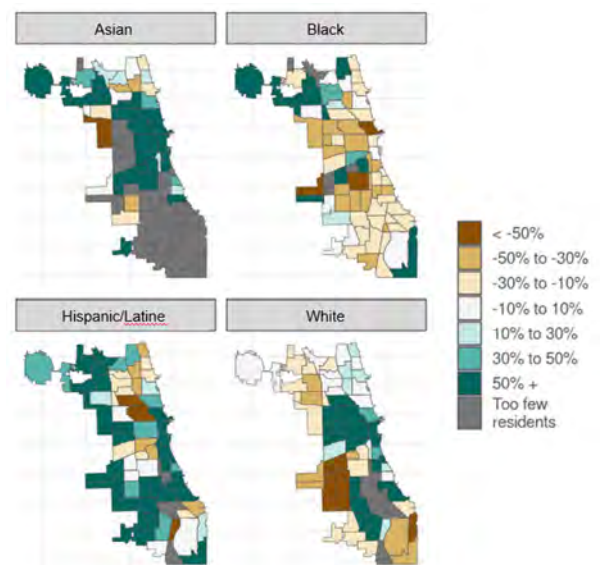 Asian
Black
Hispanic/Latine
White
< -50%
-50% to -30%
-30% to -10%
-10% to 10%
10% to 30%
30% to 50%
50% +
Too few
residents